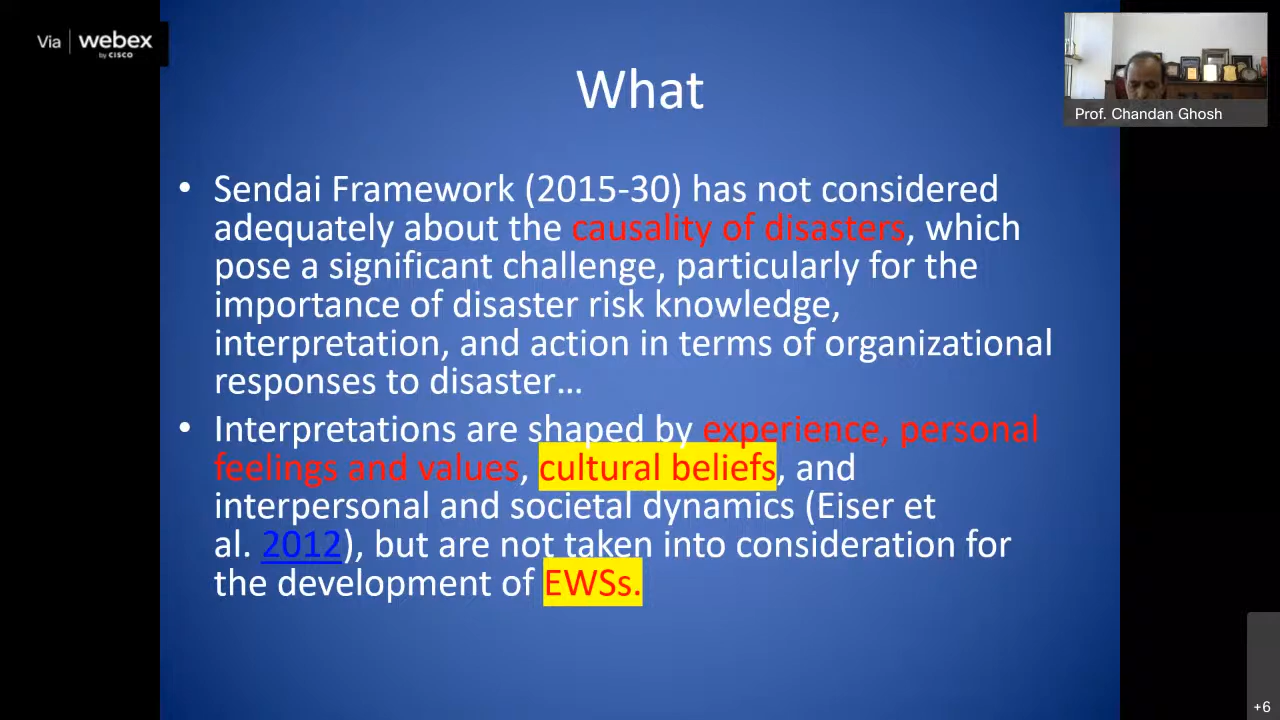 Via webex
by CISCO
Prof. Chandan Ghosh
What
• Sendai Framework (2015-30) has not considered
adequately about the causality of disasters, which
pose a significant challenge, particularly for the
importance of disaster risk knowledge,
interpretation, and action in terms of organizational
responses to disaster…
• Interpretations are shaped by experience, personal
feelings and values, cultural beliefs, and
interpersonal and societal dynamics (Eiser et
al. 2012), but are not taken into consideration for
the development of EWSs.
+6